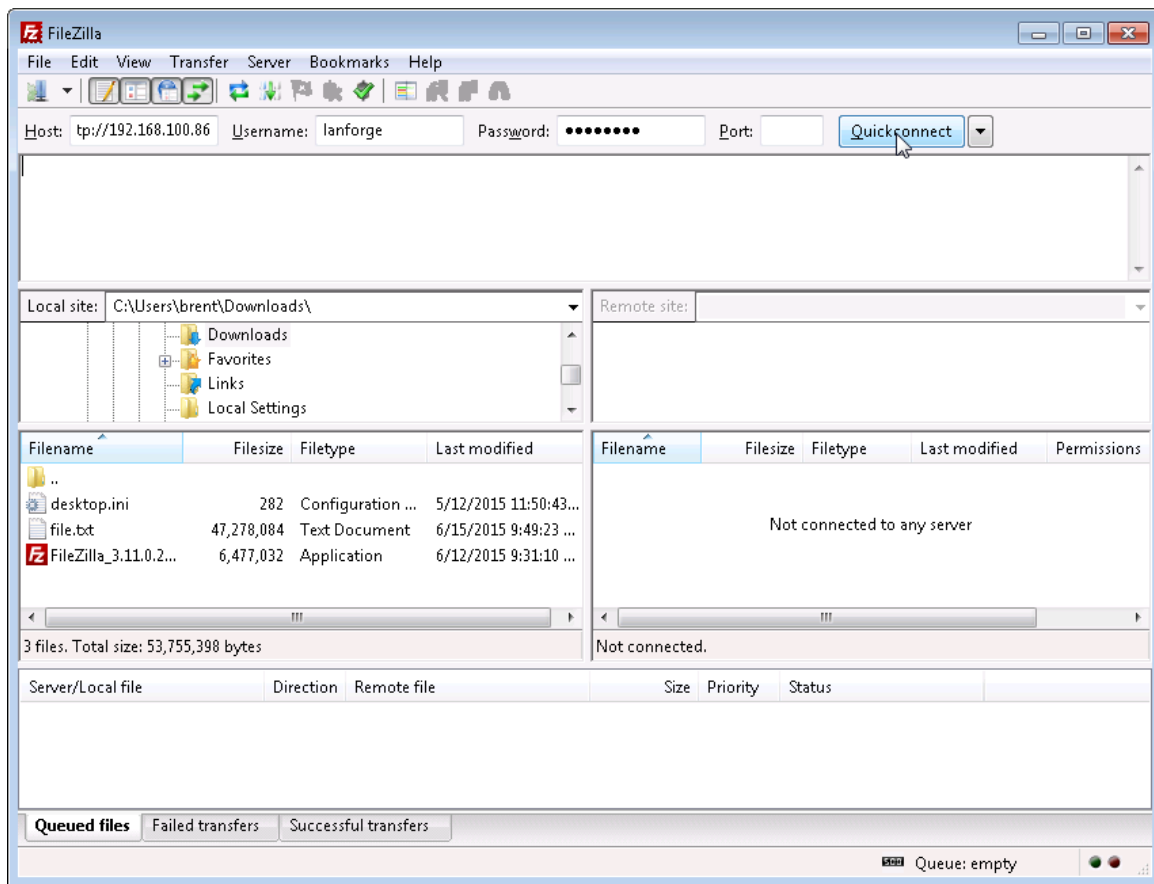 FileZilla
File Edit View Transfer Server Bookmarks Help
Host: tp://192.168.100.86 Username: lanforge Password: ●●●●●●●● Port: Quickconnect
Local site: C:\Users\brent\Downloads\ Remote site:
Downloads
Favorites
Links
Local Settings
Filename Filesize Filetype Last modified Filename Filesize Filetype Last modified Permissions
..
desktop.ini 282 Configuration ... 5/12/2015 11:50:43...
file.txt 47,278,084 Text Document 6/15/2015 9:49:23 ...
Not connected to any server
FileZilla_3.11.0.2... 6,477,032 Application 6/12/2015 9:31:10 ...
3 files. Total size: 53,755,398 bytes Not connected.
Server/Local file Direction Remote file Size Priority Status
Queued files Failed transfers Successful transfers
Queue: empty